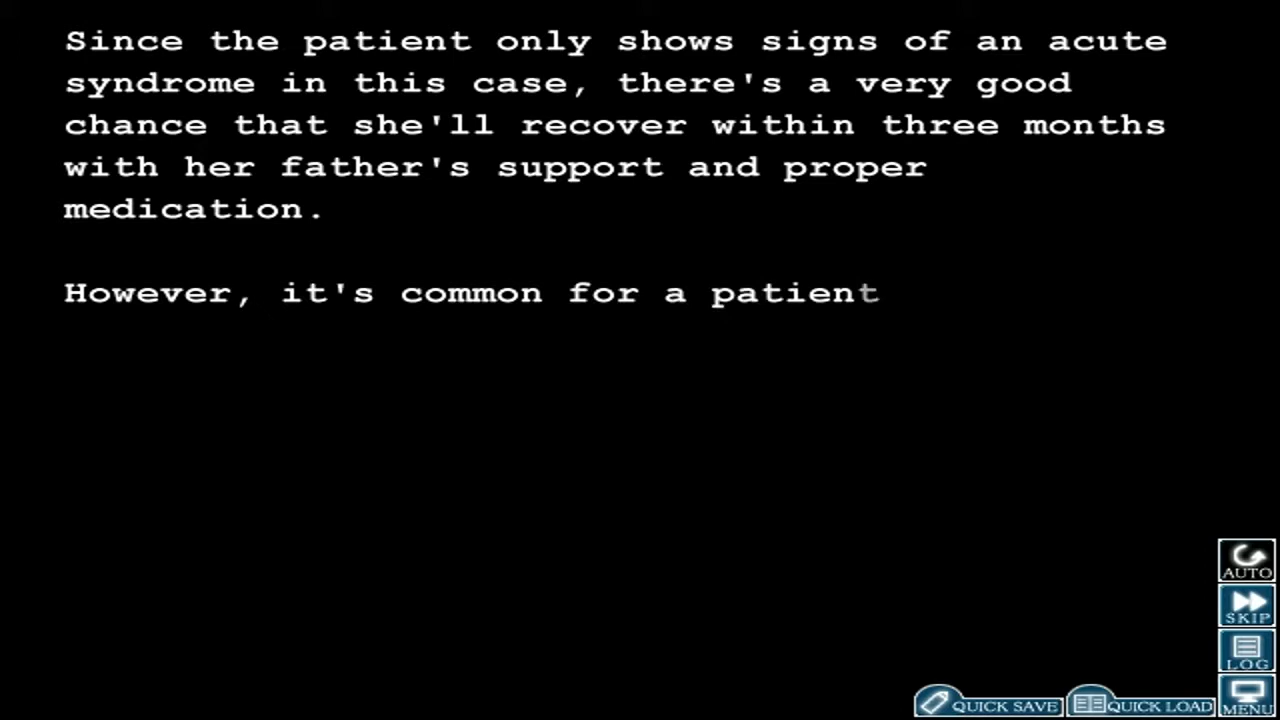 Since the patient only shows signs of an acute
syndrome in this case, there's a very good
chance that she'll recover within three months
with her father's support and proper
medication.
However, it's common for a patient
AUTO
SKIP
LOG
QUICK SAVE QUICK LOAD MENU